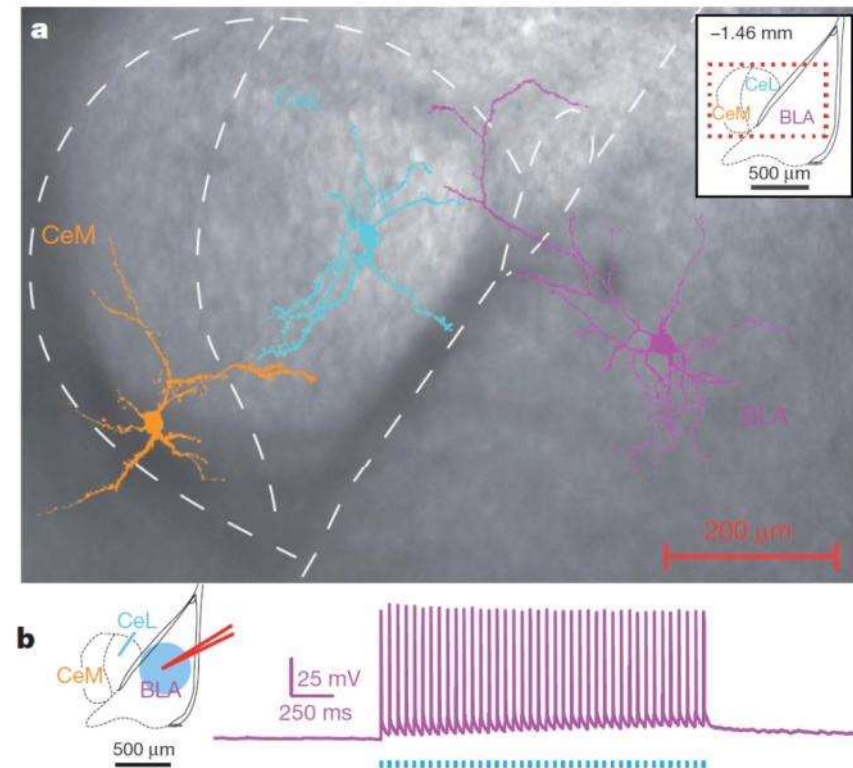 a
−1.46 mm
CeL
CeM
BLA
500 µm
CeL
CeM
BLA
200 µm
b
CeL
CeM
BLA
500 µm
25 mV
250 ms